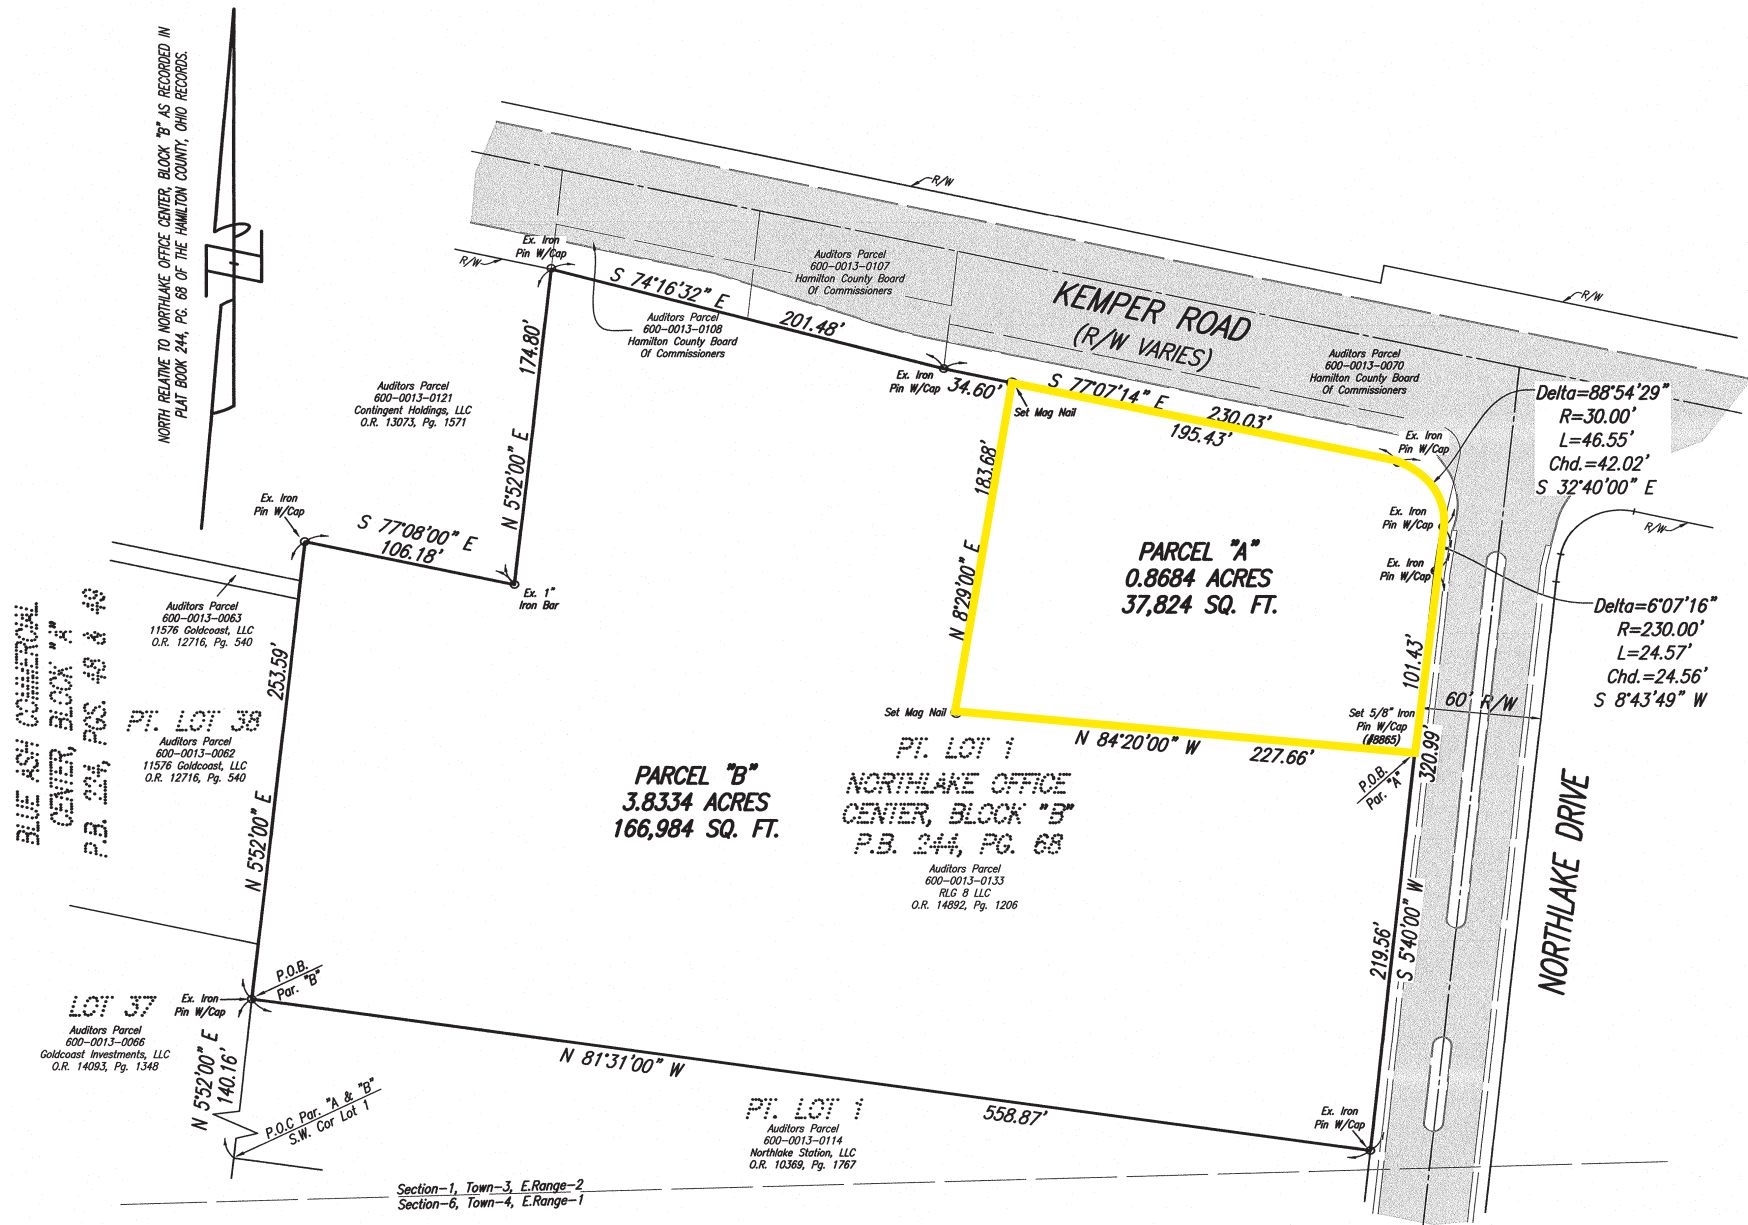 NORTH RELATIVE TO NORTHLAKE OFFICE CENTER, BLOCK "B" AS RECORDED IN
PLAT BOOK 244, PG. 68 OF THE HAMILTON COUNTY, OHIO RECORDS.
R/W
R/W
R/W
Ex. Iron
Pin W/Cap
S 74°16'32" E
201.48'
Auditors Parcel
600-0013-0107
Hamilton County Board
Of Commissioners
Auditors Parcel
600-0013-0108
Hamilton County Board
Of Commissioners
KEMPER ROAD
(R/W VARIES)
Auditors Parcel
600-0013-0070
Hamilton County Board
Of Commissioners
174.80'
N 5°52'00" E
Auditors Parcel
600-0013-0121
Contingent Holdings, LLC
O.R. 13073, Pg. 1571
Ex. Iron
Pin W/Cap
34.60'
Set Mag Nail
S 77°07'14" E
230.03'
195.43'
Ex. Iron
Pin W/Cap
Delta=88°54'29"
R=30.00'
L=46.55'
Chd.=42.02'
S 32°40'00" E
R/W
Ex. Iron
Pin W/Cap
S 77°08'00" E
106.18'
Ex. 1"
Iron Bar
183.68'
N 8°29'00" E
PARCEL "A"
0.8684 ACRES
37,824 SQ. FT.
Ex. Iron
Pin W/Cap
Ex. Iron
Pin W/Cap
Delta=6°07'16"
R=230.00'
L=24.57'
Chd.=24.56'
S 8°43'49" W
Auditors Parcel
600-0013-0063
11576 Goldcoast, LLC
O.R. 12716, Pg. 540
BLUE ASH COMMERCIAL
CENTER, BLOCK "A"
P.B. 224, PGS. 48 & 49
253.59'
N 5°52'00" E
PT. LOT 38
Auditors Parcel
600-0013-0062
11576 Goldcoast, LLC
O.R. 12716, Pg. 540
101.43'
60' R/W
Set Mag Nail
Set 5/8" Iron
Pin W/Cap
(#8865)
N 84°20'00" W
227.66'
P.O.B.
Par. "A"
320.99'
S 5°40'00" W
219.56'
NORTHLAKE DRIVE
PARCEL "B"
3.8334 ACRES
166,984 SQ. FT.
PT. LOT 1
NORTHLAKE OFFICE
CENTER, BLOCK "B"
P.B. 244, PG. 68
Auditors Parcel
600-0013-0133
RLG 8 LLC
O.R. 14892, Pg. 1206
P.O.B.
Par. "B"
LOT 37
Auditors Parcel
600-0013-0066
Goldcoast Investments, LLC
O.R. 14093, Pg. 1348
Ex. Iron
Pin W/Cap
N 5°52'00" E
140.16'
P.O.C Par. "A & "B"
S.W. Cor Lot 1
N 81°31'00" W
558.87'
PT. LOT 1
Auditors Parcel
600-0013-0114
Northlake Station, LLC
O.R. 10369, Pg. 1767
Ex. Iron
Pin W/Cap
Section-1, Town-3, E.Range-2
Section-6, Town-4, E.Range-1